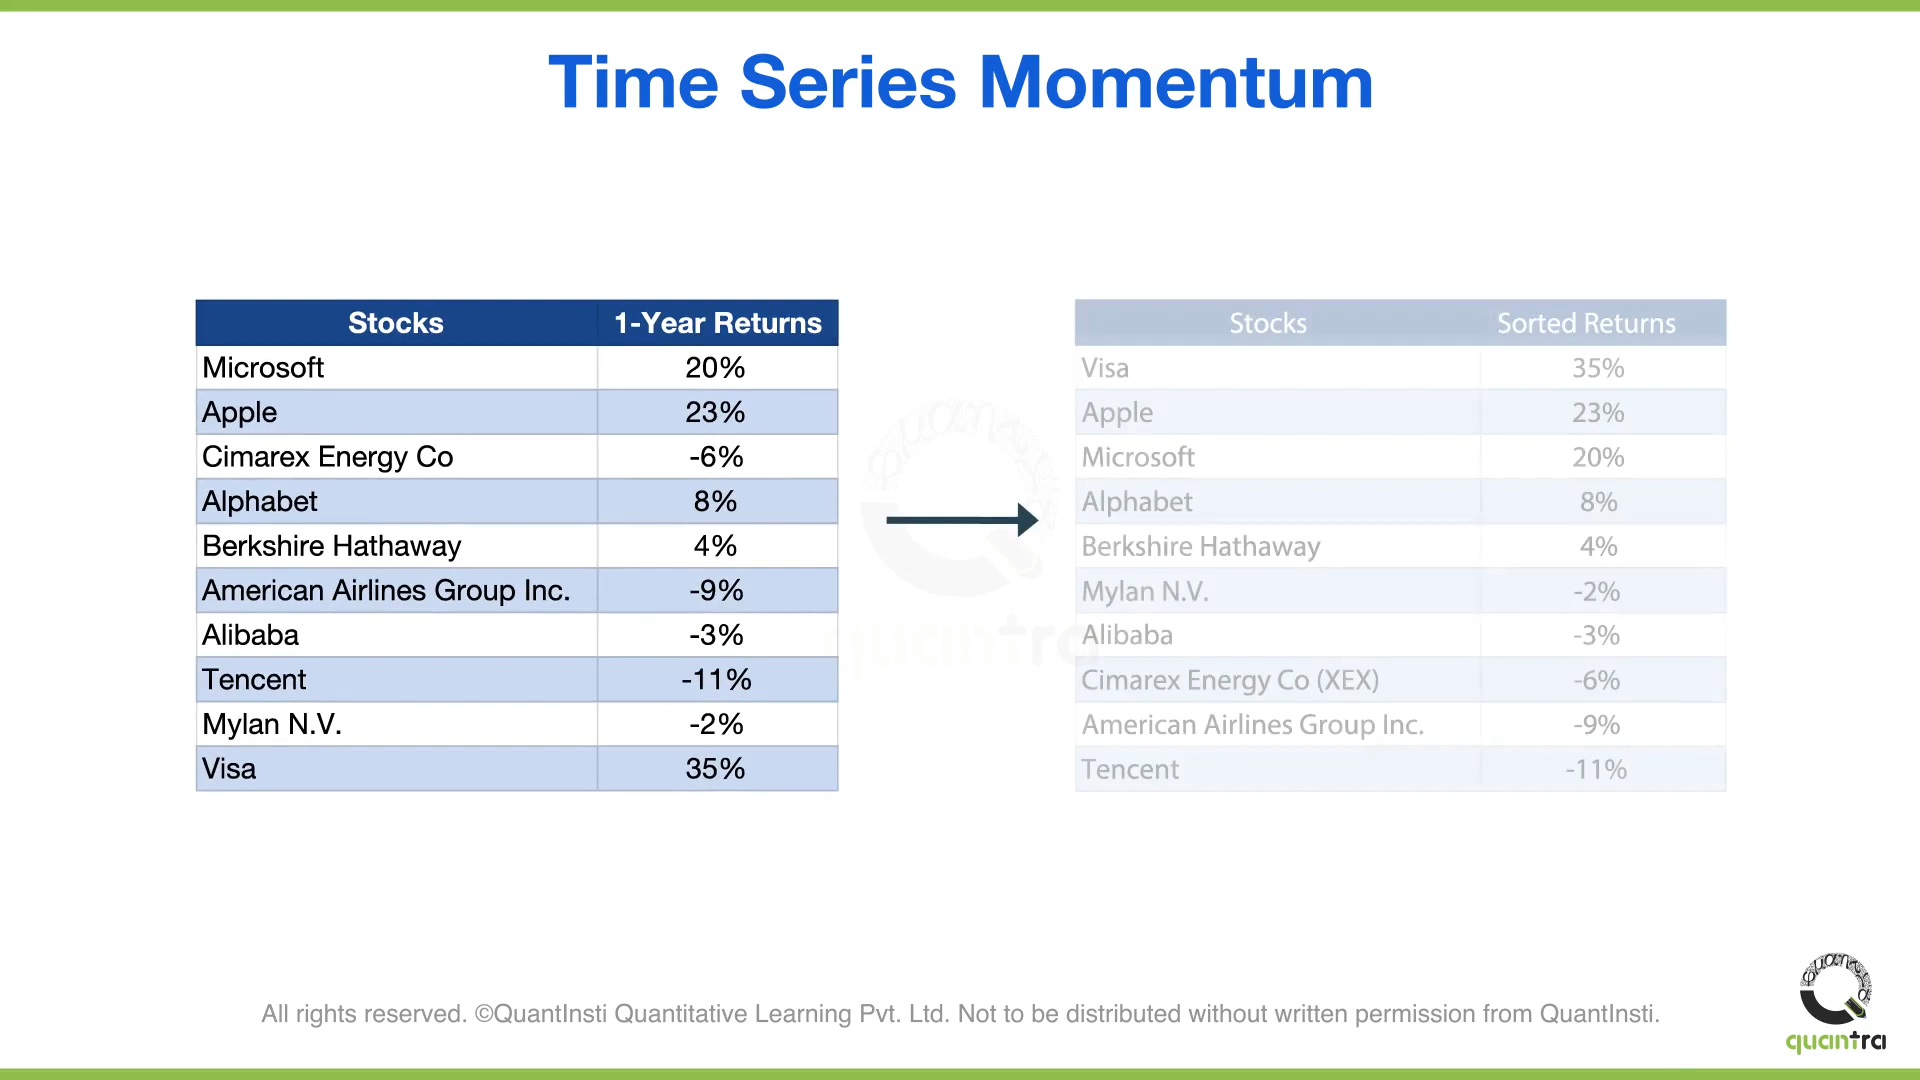 Time Series Momentum
Stocks 1-Year Returns
Microsoft 20%
Apple 23%
Cimarex Energy Co -6%
Alphabet 8%
Berkshire Hathaway 4%
American Airlines Group Inc. -9%
Alibaba -3%
Tencent -11%
Mylan N.V. -2%
Visa 35%
Stocks Sorted Returns
Visa 35%
Apple 23%
Microsoft 20%
Alphabet 8%
Berkshire Hathaway 4%
Mylan N.V. -2%
Alibaba -3%
Cimarex Energy Co (XEX) -6%
American Airlines Group Inc. -9%
Tencent -11%
quantra
All rights reserved. ©QuantInsti Quantitative Learning Pvt. Ltd. Not to be distributed without written permission from QuantInsti.
quantra